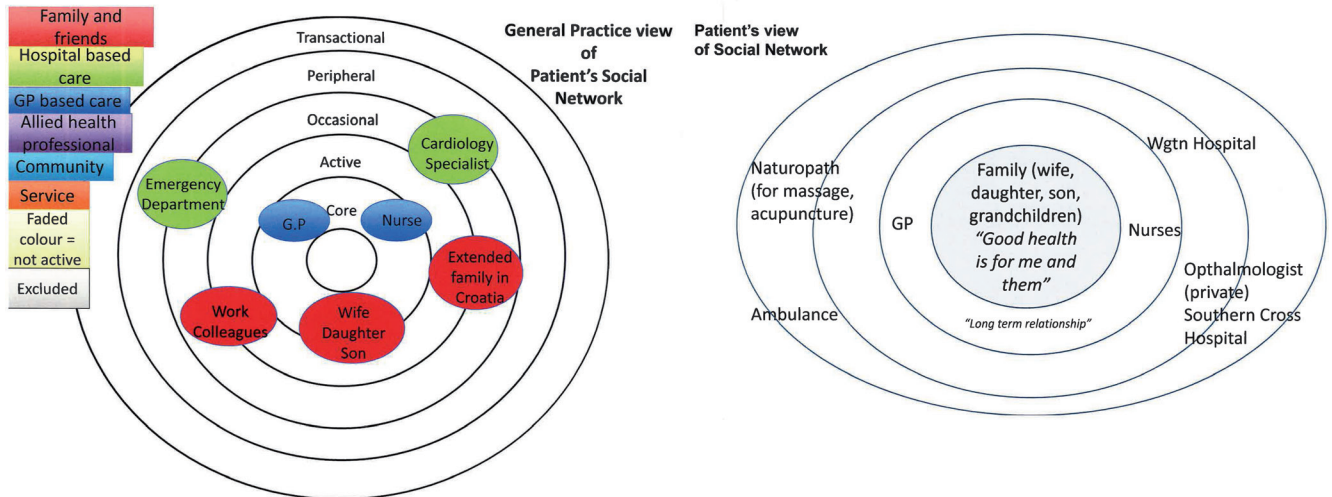 Family and
friends
Hospital based
care
GP based care
Allied health
professional
Community
Service
Faded
colour =
not active
Excluded
General Practice view
of
Patient's Social
Network
Transactional
Peripheral
Occasional
Active
Core
Cardiology
Specialist
Emergency
Department
G.P
Nurse
Extended
family in
Croatia
Work
Colleagues
Wife
Daughter
Son
Patient's view
of Social Network
Naturopath
(for massage,
acupuncture)
Wgtn Hospital
Family (wife,
daughter, son,
grandchildren)
"Good health
is for me and
them"
GP
Nurses
Opthalmologist
(private)
Southern Cross
Hospital
Ambulance
"Long term relationship"